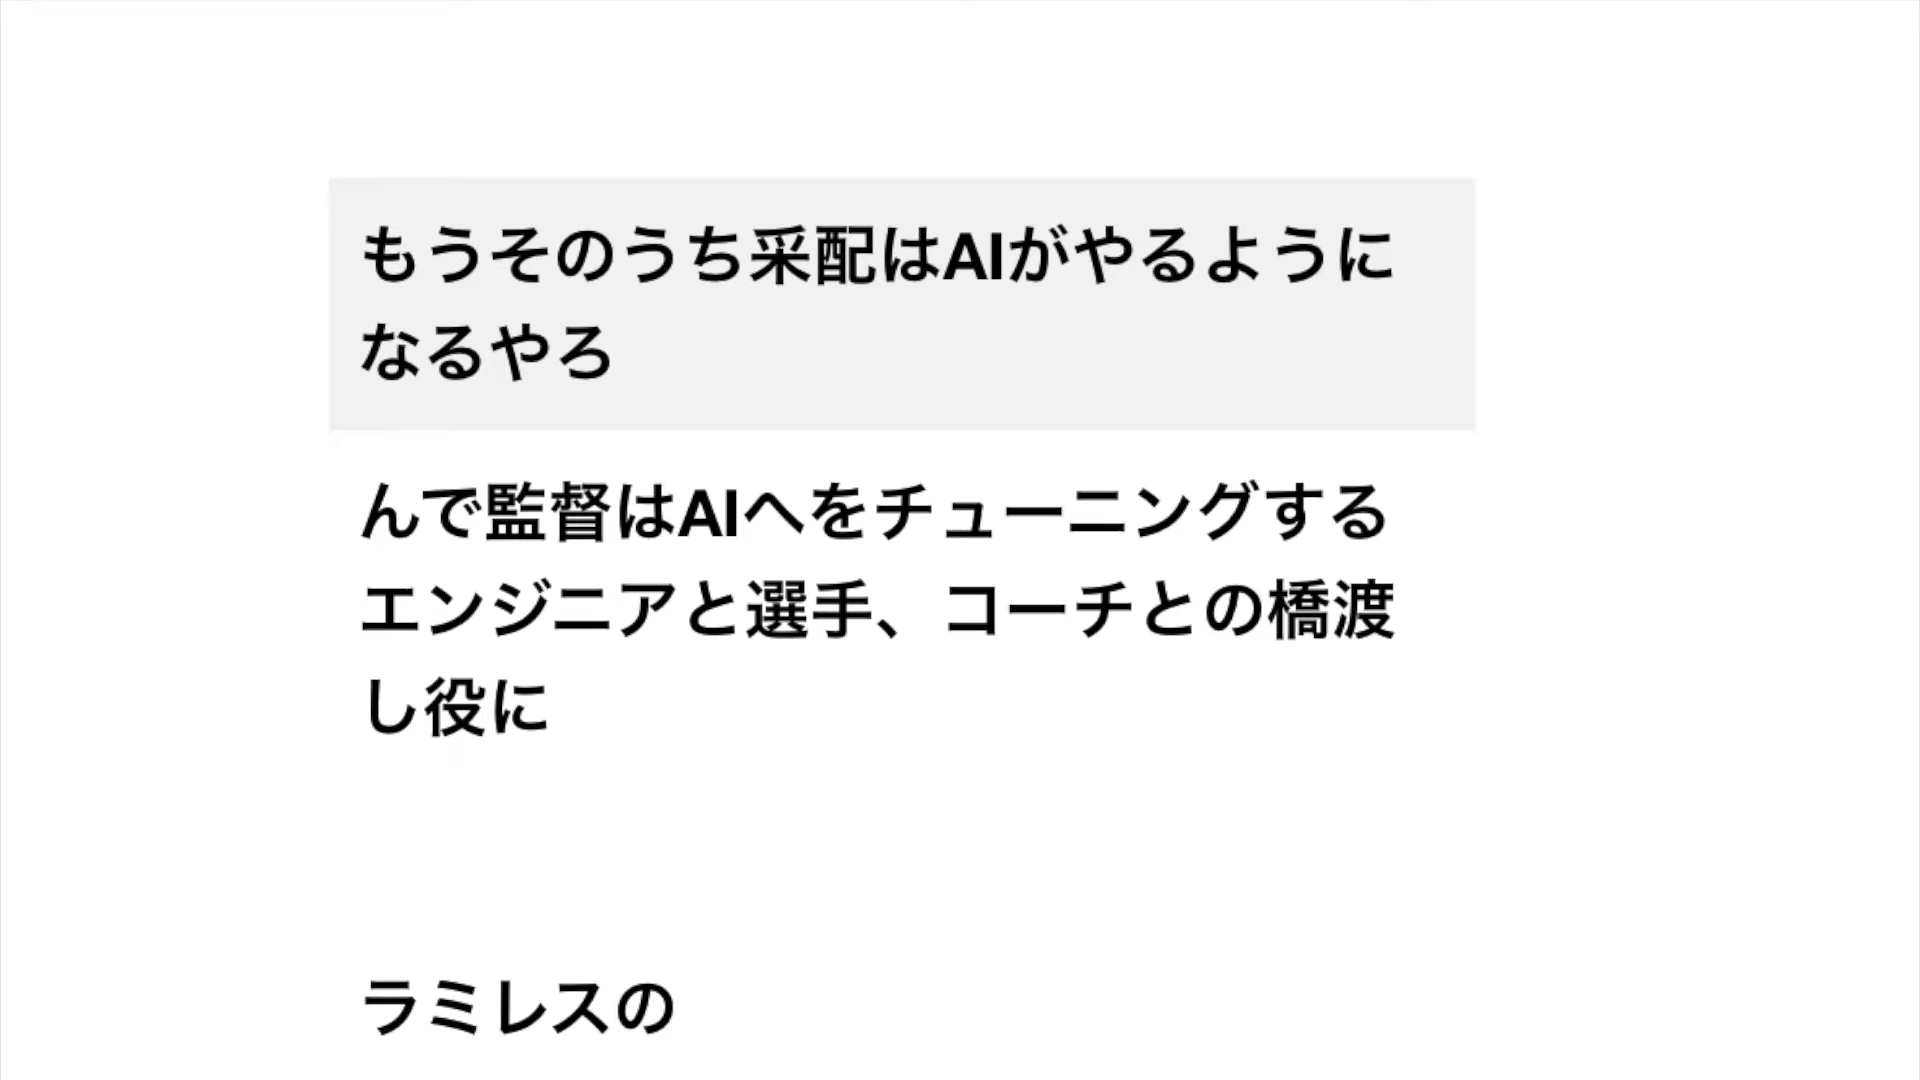 もうそのうち采配はAIがやるように
なるやろ
んで監督はAIへをチューニングする
エンジニアと選手、コーチとの橋渡
し役に
ラミレスの